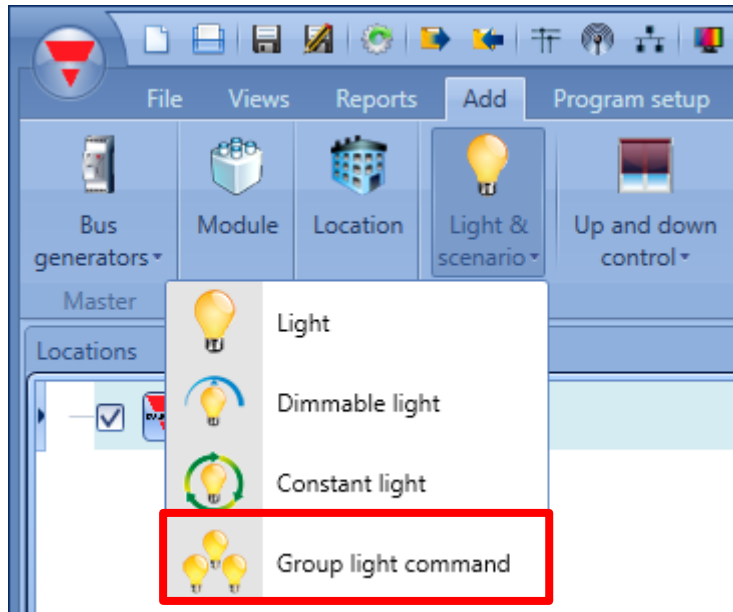 File Views Reports Add Program setup
Bus generators
Module
Location
Light & scenario
Up and down control
Master
Locations
Light
Dimmable light
Constant light
Group light command